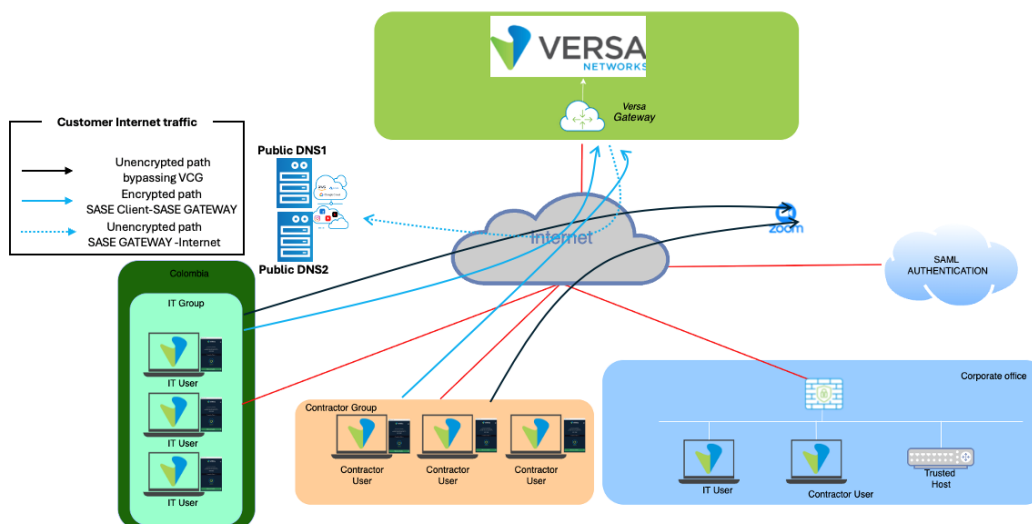 VERSA
NETWORKS
Versa
Gateway
Customer Internet traffic
Unencrypted path
bypassing VCG
Encrypted path
SASE Client-SASE GATEWAY
Unencrypted path
SASE GATEWAY -Internet
Public DNS1
Public DNS2
Internet
zoom
SAML
AUTHENTICATION
Colombia
IT Group
IT User
IT User
IT User
Contractor Group
Contractor
User
Contractor
User
Contractor
User
Corporate office
IT User
Contractor User
Trusted
Host